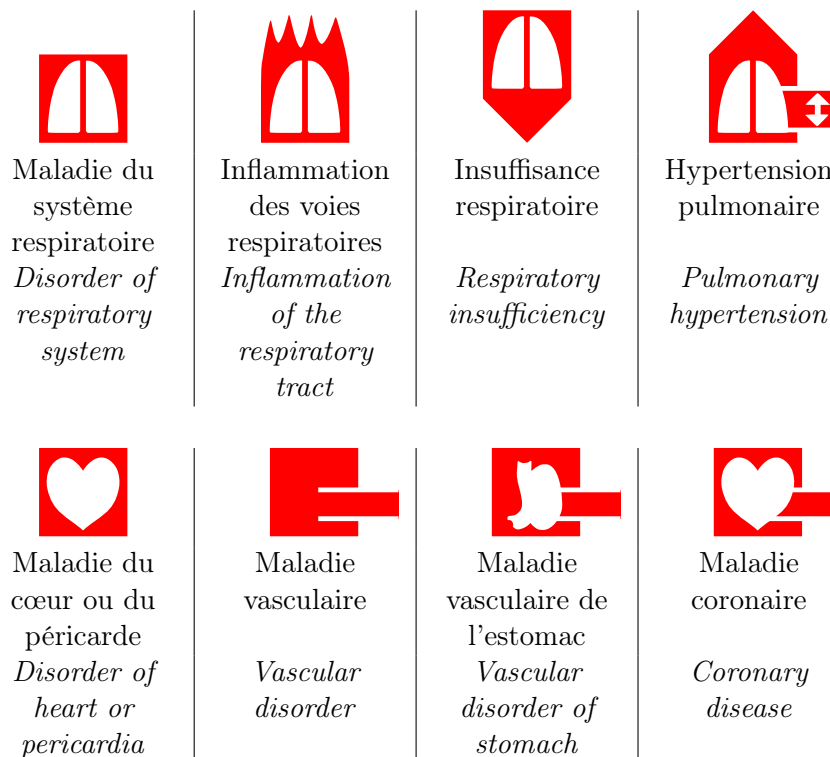 Maladie du
système
respiratoire
Disorder of
respiratory
system
Inflammation
des voies
respiratoires
Inflammation
of the
respiratory
tract
Insuffisance
respiratoire
Respiratory
insufficiency
Hypertension
pulmonaire
Pulmonary
hypertension
Maladie du
cœur ou du
péricarde
Disorder of
heart or
pericardia
Maladie
vasculaire
Vascular
disorder
Maladie
vasculaire de
l'estomac
Vascular
disorder of
stomach
Maladie
coronaire
Coronary
disease